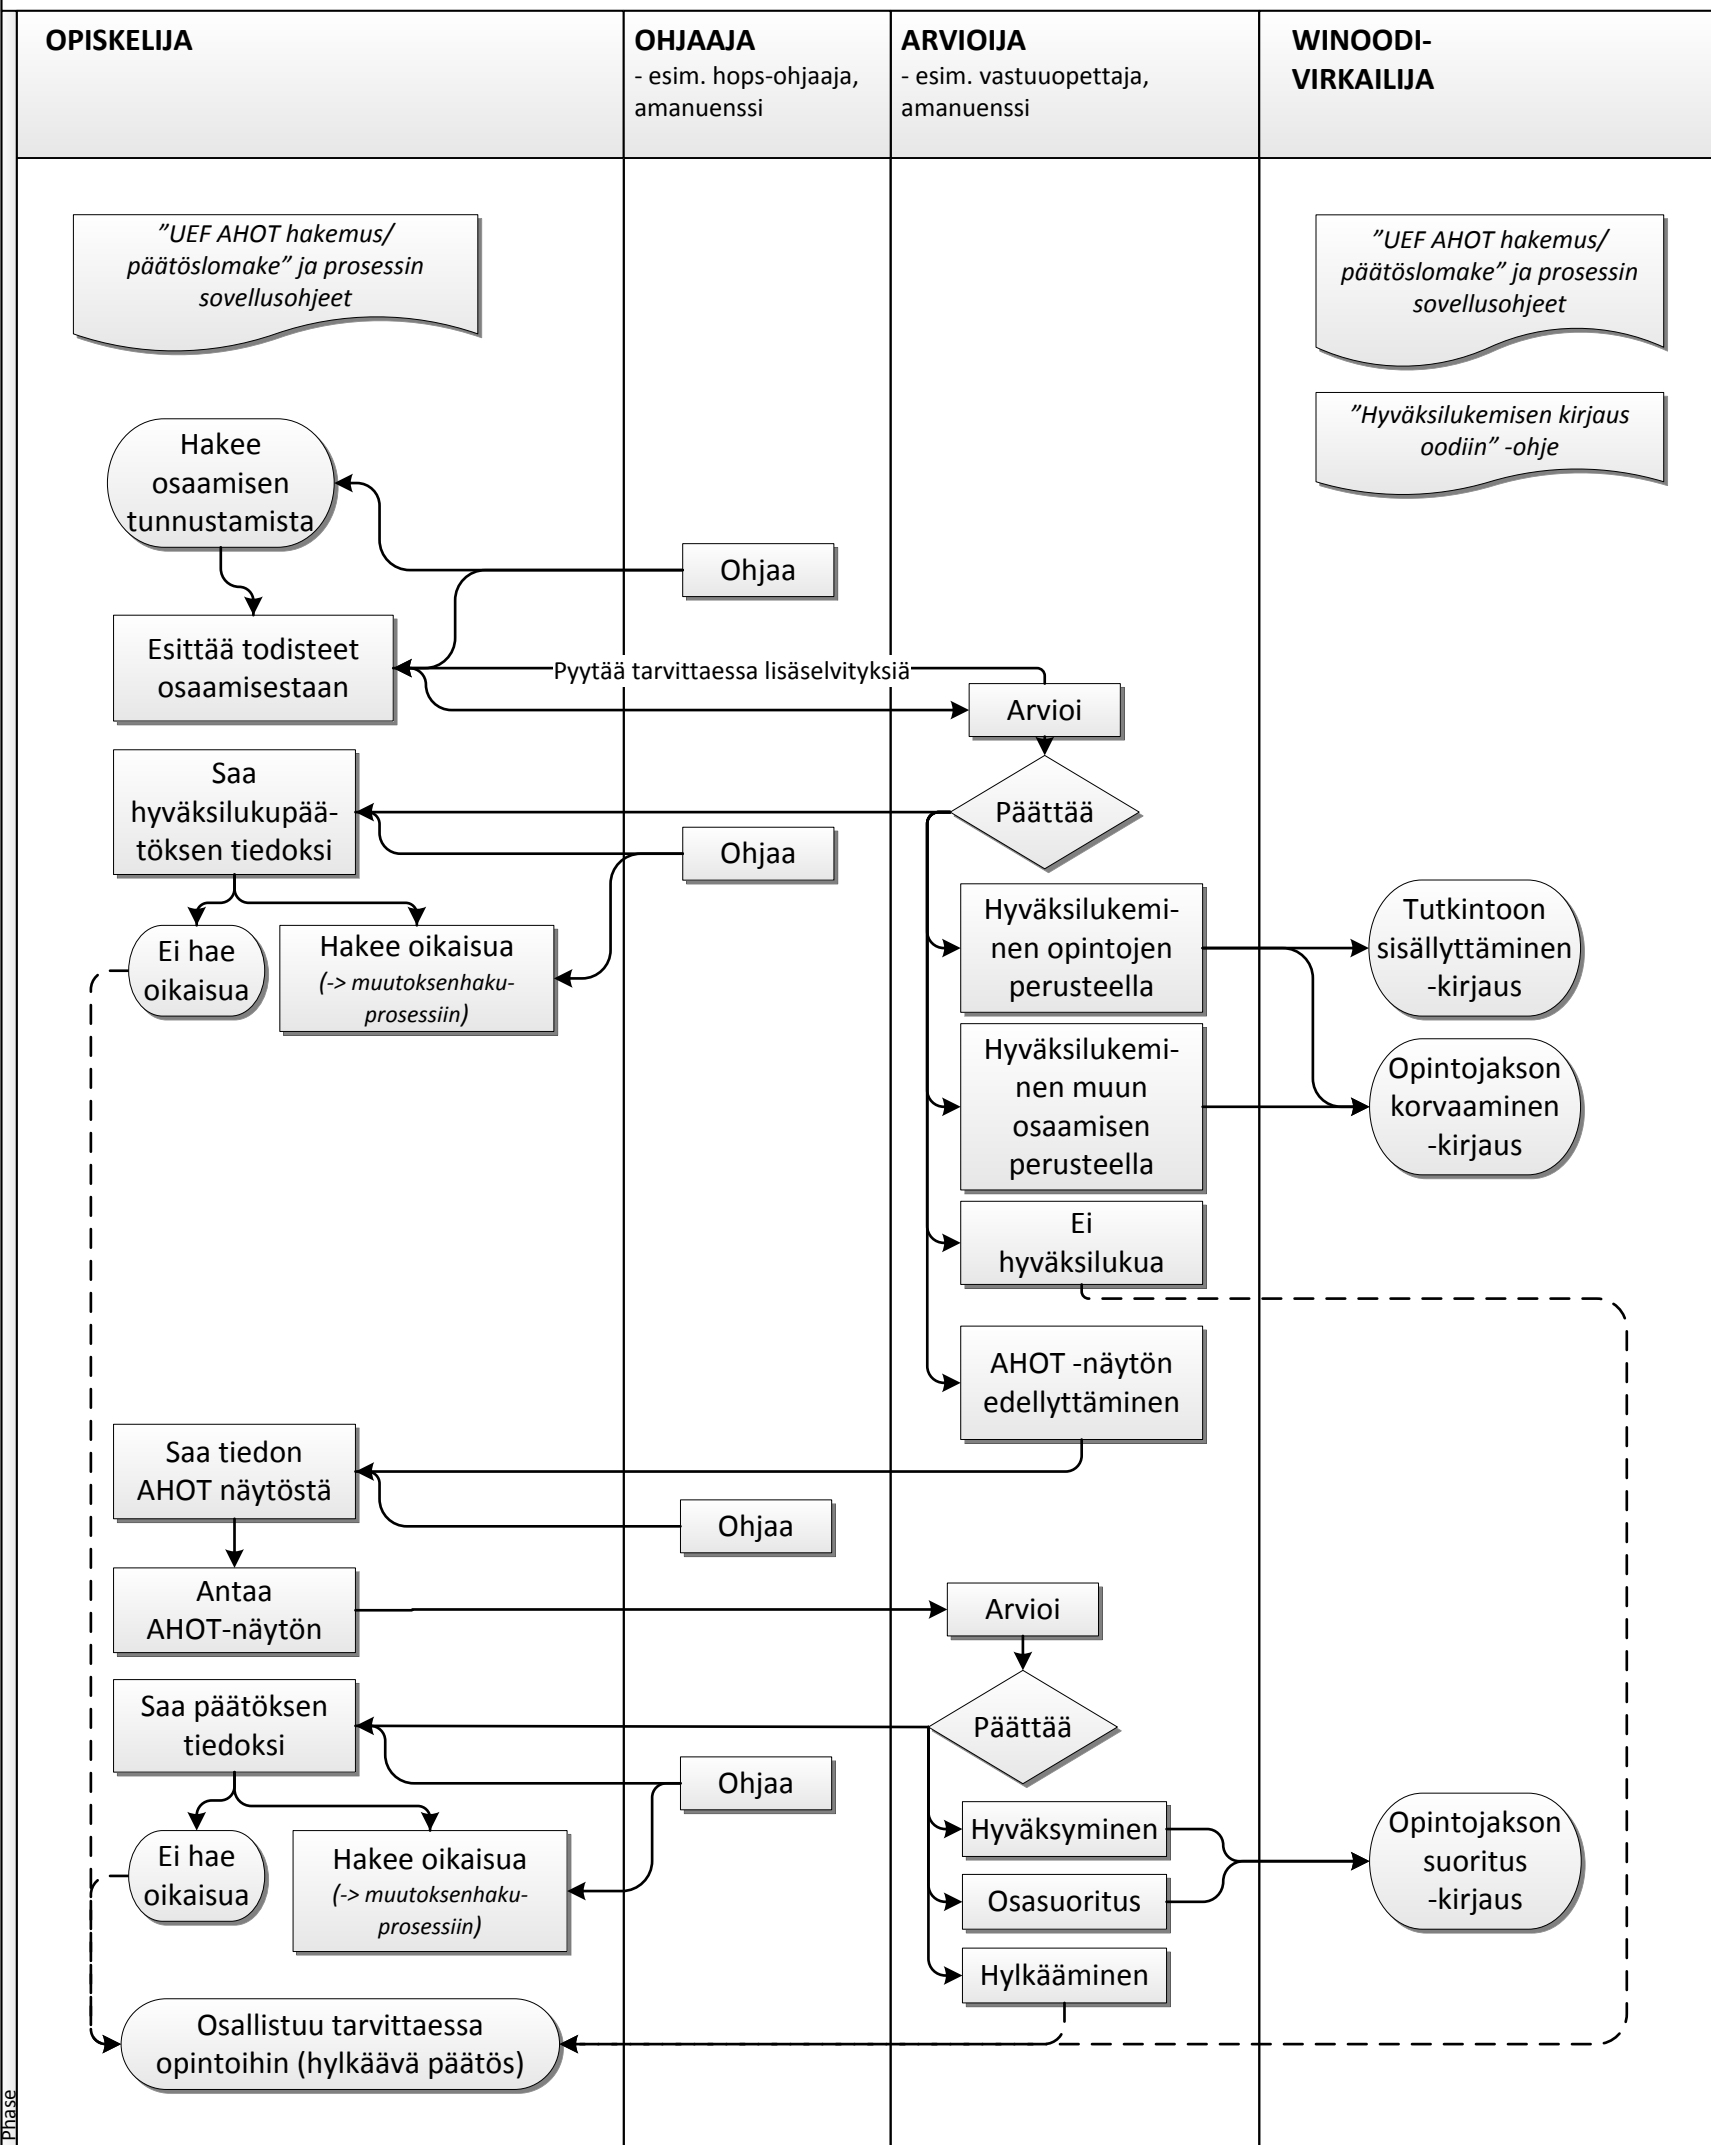 OPISKELIJA
OHJAAJA
- esim. hops-ohjaaja,
amanuenssi
ARVIOIJA
- esim. vastuuopettaja,
amanuenssi
WINOODI-
VIRKAILIJA
”UEF AHOT hakemus/
päätöslomake” ja prosessin
sovellusohjeet
”UEF AHOT hakemus/
päätöslomake” ja prosessin
sovellusohjeet
”Hyväksilukemisen kirjaus
oodiin” -ohje
Hakee
osaamisen
tunnustamista
Ohjaa
Esittää todisteet
osaamisestaan
Pyytää tarvittaessa lisäselvityksiä
Arvioi
Saa
hyväksilukupää-
töksen tiedoksi
Päättää
Ohjaa
Ei hae
oikaisua
Hakee oikaisua
(-> muutoksenhaku-
prosessiin)
Hyväksilukemi-
nen opintojen
perusteella
Tutkintoon
sisällyttäminen
-kirjaus
Hyväksilukemi-
nen muun
osaamisen
perusteella
Opintojakson
korvaaminen
-kirjaus
Ei
hyväksilukua
AHOT -näytön
edellyttäminen
Saa tiedon
AHOT näytöstä
Ohjaa
Antaa
AHOT-näytön
Arvioi
Saa päätöksen
tiedoksi
Päättää
Ohjaa
Ei hae
oikaisua
Hakee oikaisua
(-> muutoksenhaku-
prosessiin)
Hyväksyminen
Osasuoritus
Hylkääminen
Opintojakson
suoritus
-kirjaus
Osallistuu tarvittaessa
opintoihin (hylkäävä päätös)
Phase